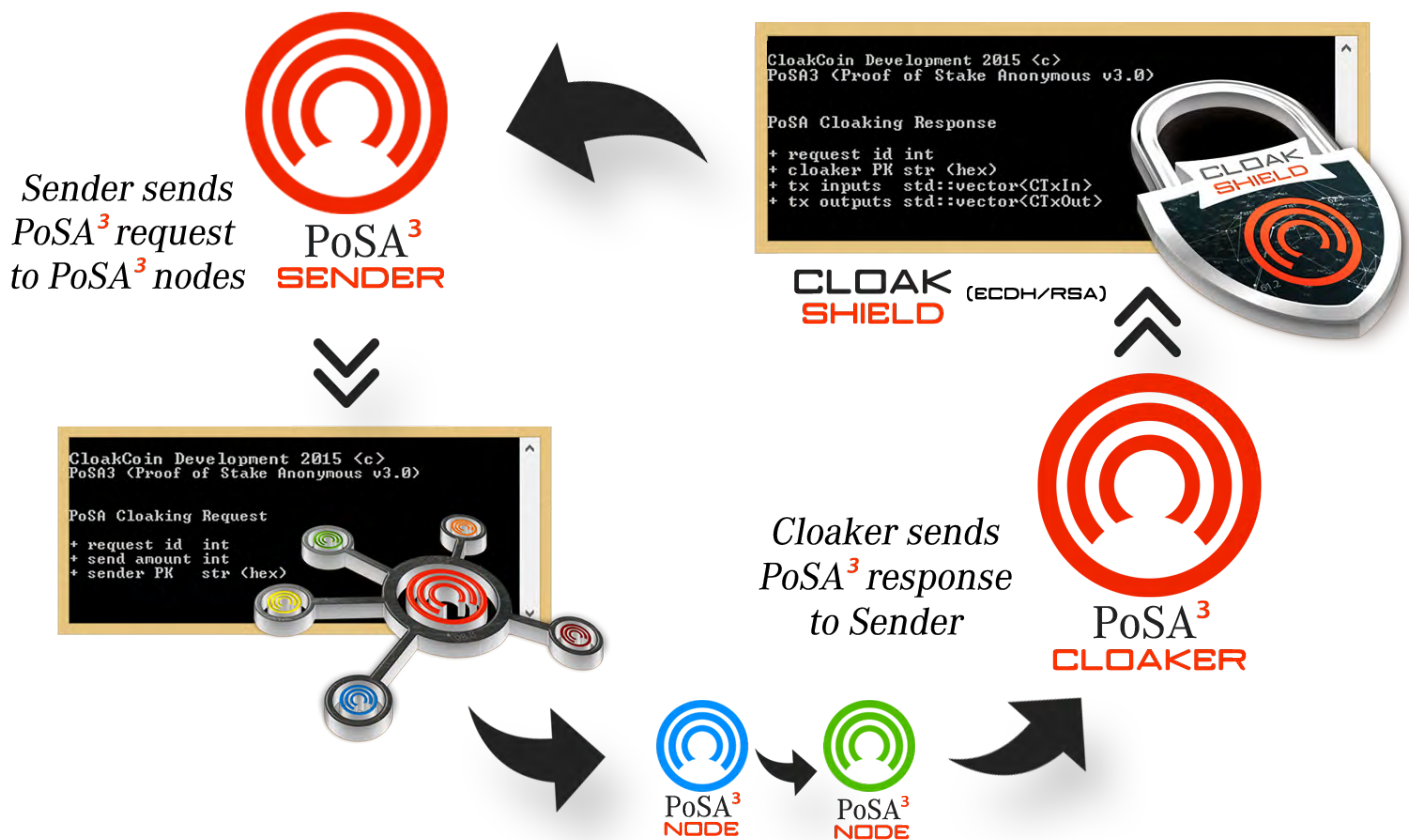 Sender sends
PoSA³ request
to PoSA³ nodes
PoSA³
SENDER
CloakCoin Development 2015 <c>
PoSA3 (Proof of Stake Anonymous v3.0)
PoSA Cloaking Request
+ request id int
+ send amount int
+ sender PK str (hex)
PoSA³
NODE
PoSA³
NODE
Cloaker sends
PoSA³ response
to Sender
PoSA³
CLOAKER
CloakCoin Development 2015 <c>
PoSA3 (Proof of Stake Anonymous v3.0)
PoSA Cloaking Response
+ request id int
+ cloaker PK str (hex)
+ tx inputs std::vector<CTxIn>
+ tx outputs std::vector<CTxOut>
CLOAK
SHIELD
CLOAK
SHIELD (ECDH/RSA)